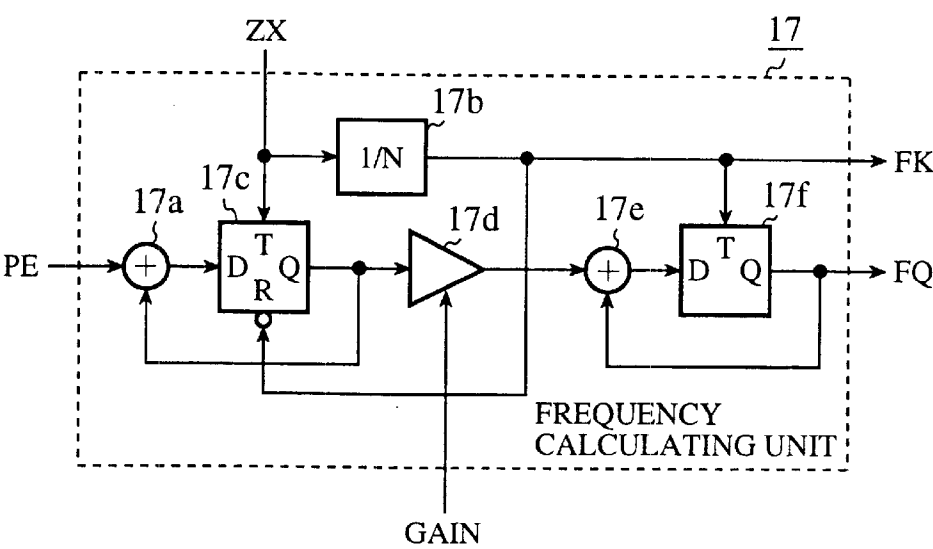 ZX
17
17b
1/N
FK
17c
17a
17d
17e
17f
PE
+
D
T
Q
R
+
D
T
Q
FQ
FREQUENCY
CALCULATING UNIT
GAIN